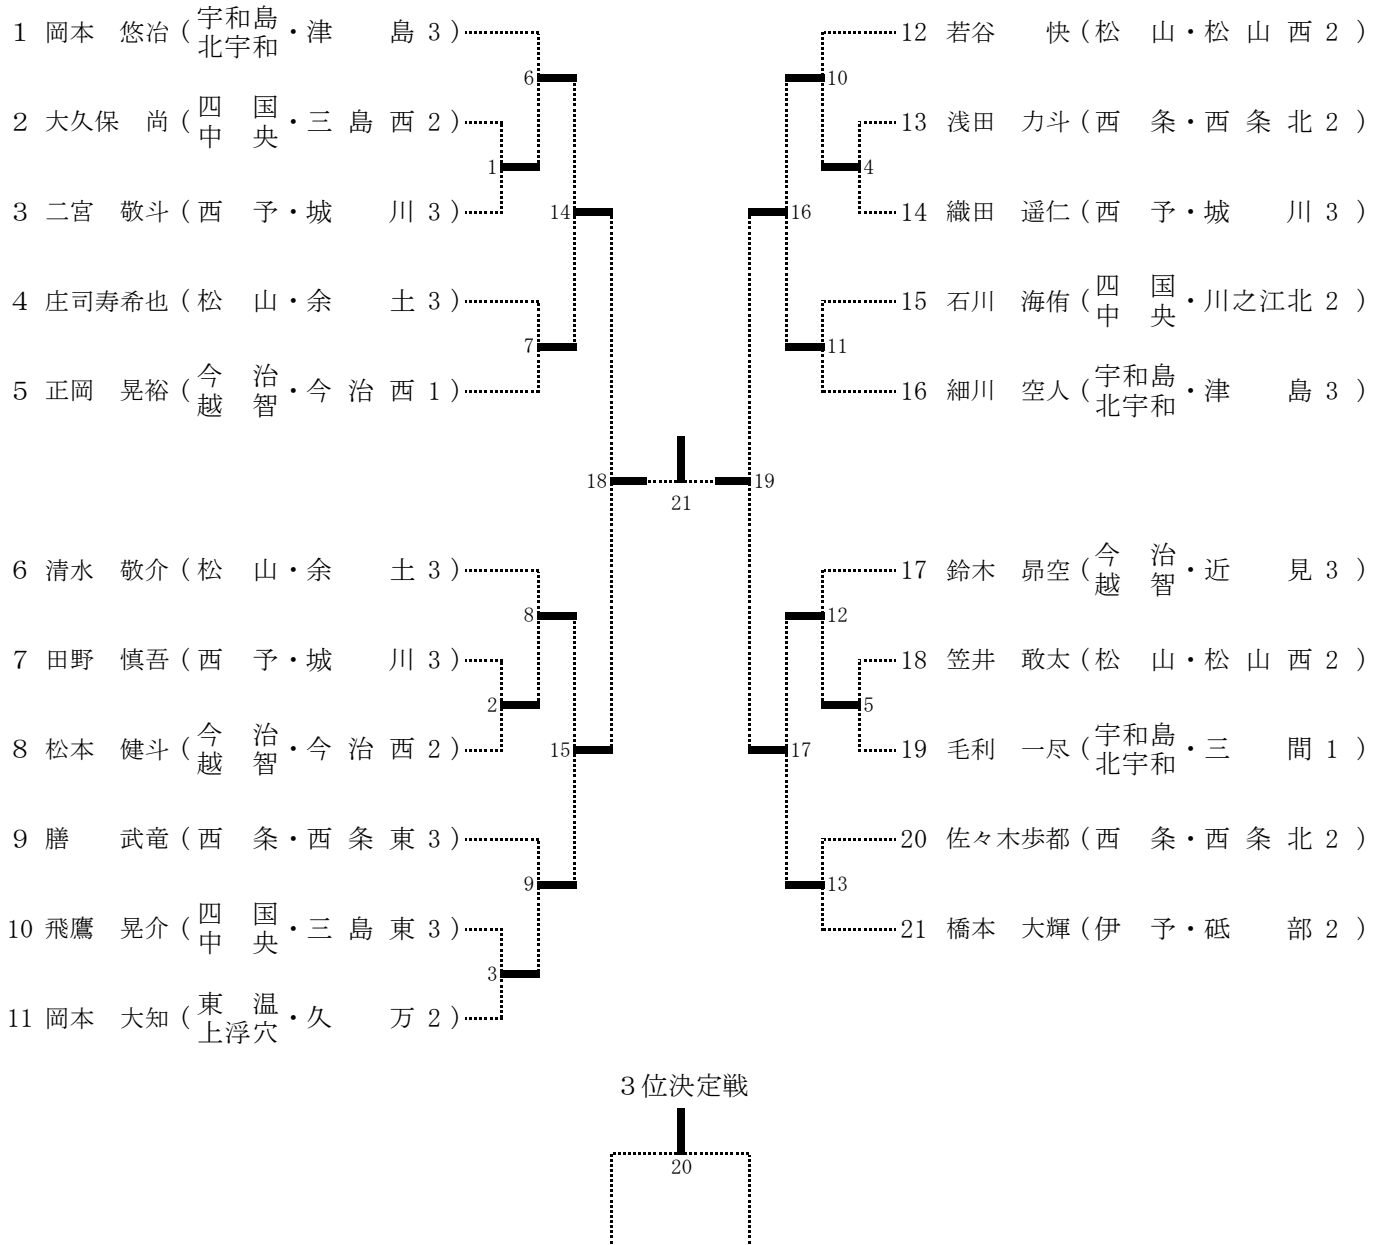 1 岡本 悠冶（宇和島北宇和・津島 3）
2 大久保 尚（四国中央・三島西 2）
3 二宮 敬斗（西予・城川 3）
4 庄司寿希也（松山・余土 3）
5 正岡 晃裕（今治越智・今治西 1）
6 清水 敬介（松山・余土 3）
7 田野 慎吾（西予・城川 3）
8 松本 健斗（今治越智・今治西 2）
9 膳 武竜（西条・西条東 3）
10 飛鷹 晃介（四国中央・三島東 3）
11 岡本 大知（東温上浮穴・久万 2）
6
1
14
7
18
8
2
15
9
3
21
12 若谷 快（松山・松山西 2）
13 浅田 力斗（西条・西条北 2）
14 織田 遥仁（西予・城川 3）
15 石川 海侑（四国中央・川之江北 2）
16 細川 空人（宇和島北宇和・津島 3）
17 鈴木 昴空（今治越智・近見 3）
18 笠井 敢太（松山・松山西 2）
19 毛利 一尽（宇和島北宇和・三間 1）
20 佐々木歩都（西条・西条北 2）
21 橋本 大輝（伊予・砥部 2）
10
4
16
11
19
12
5
17
13
３位決定戦
20